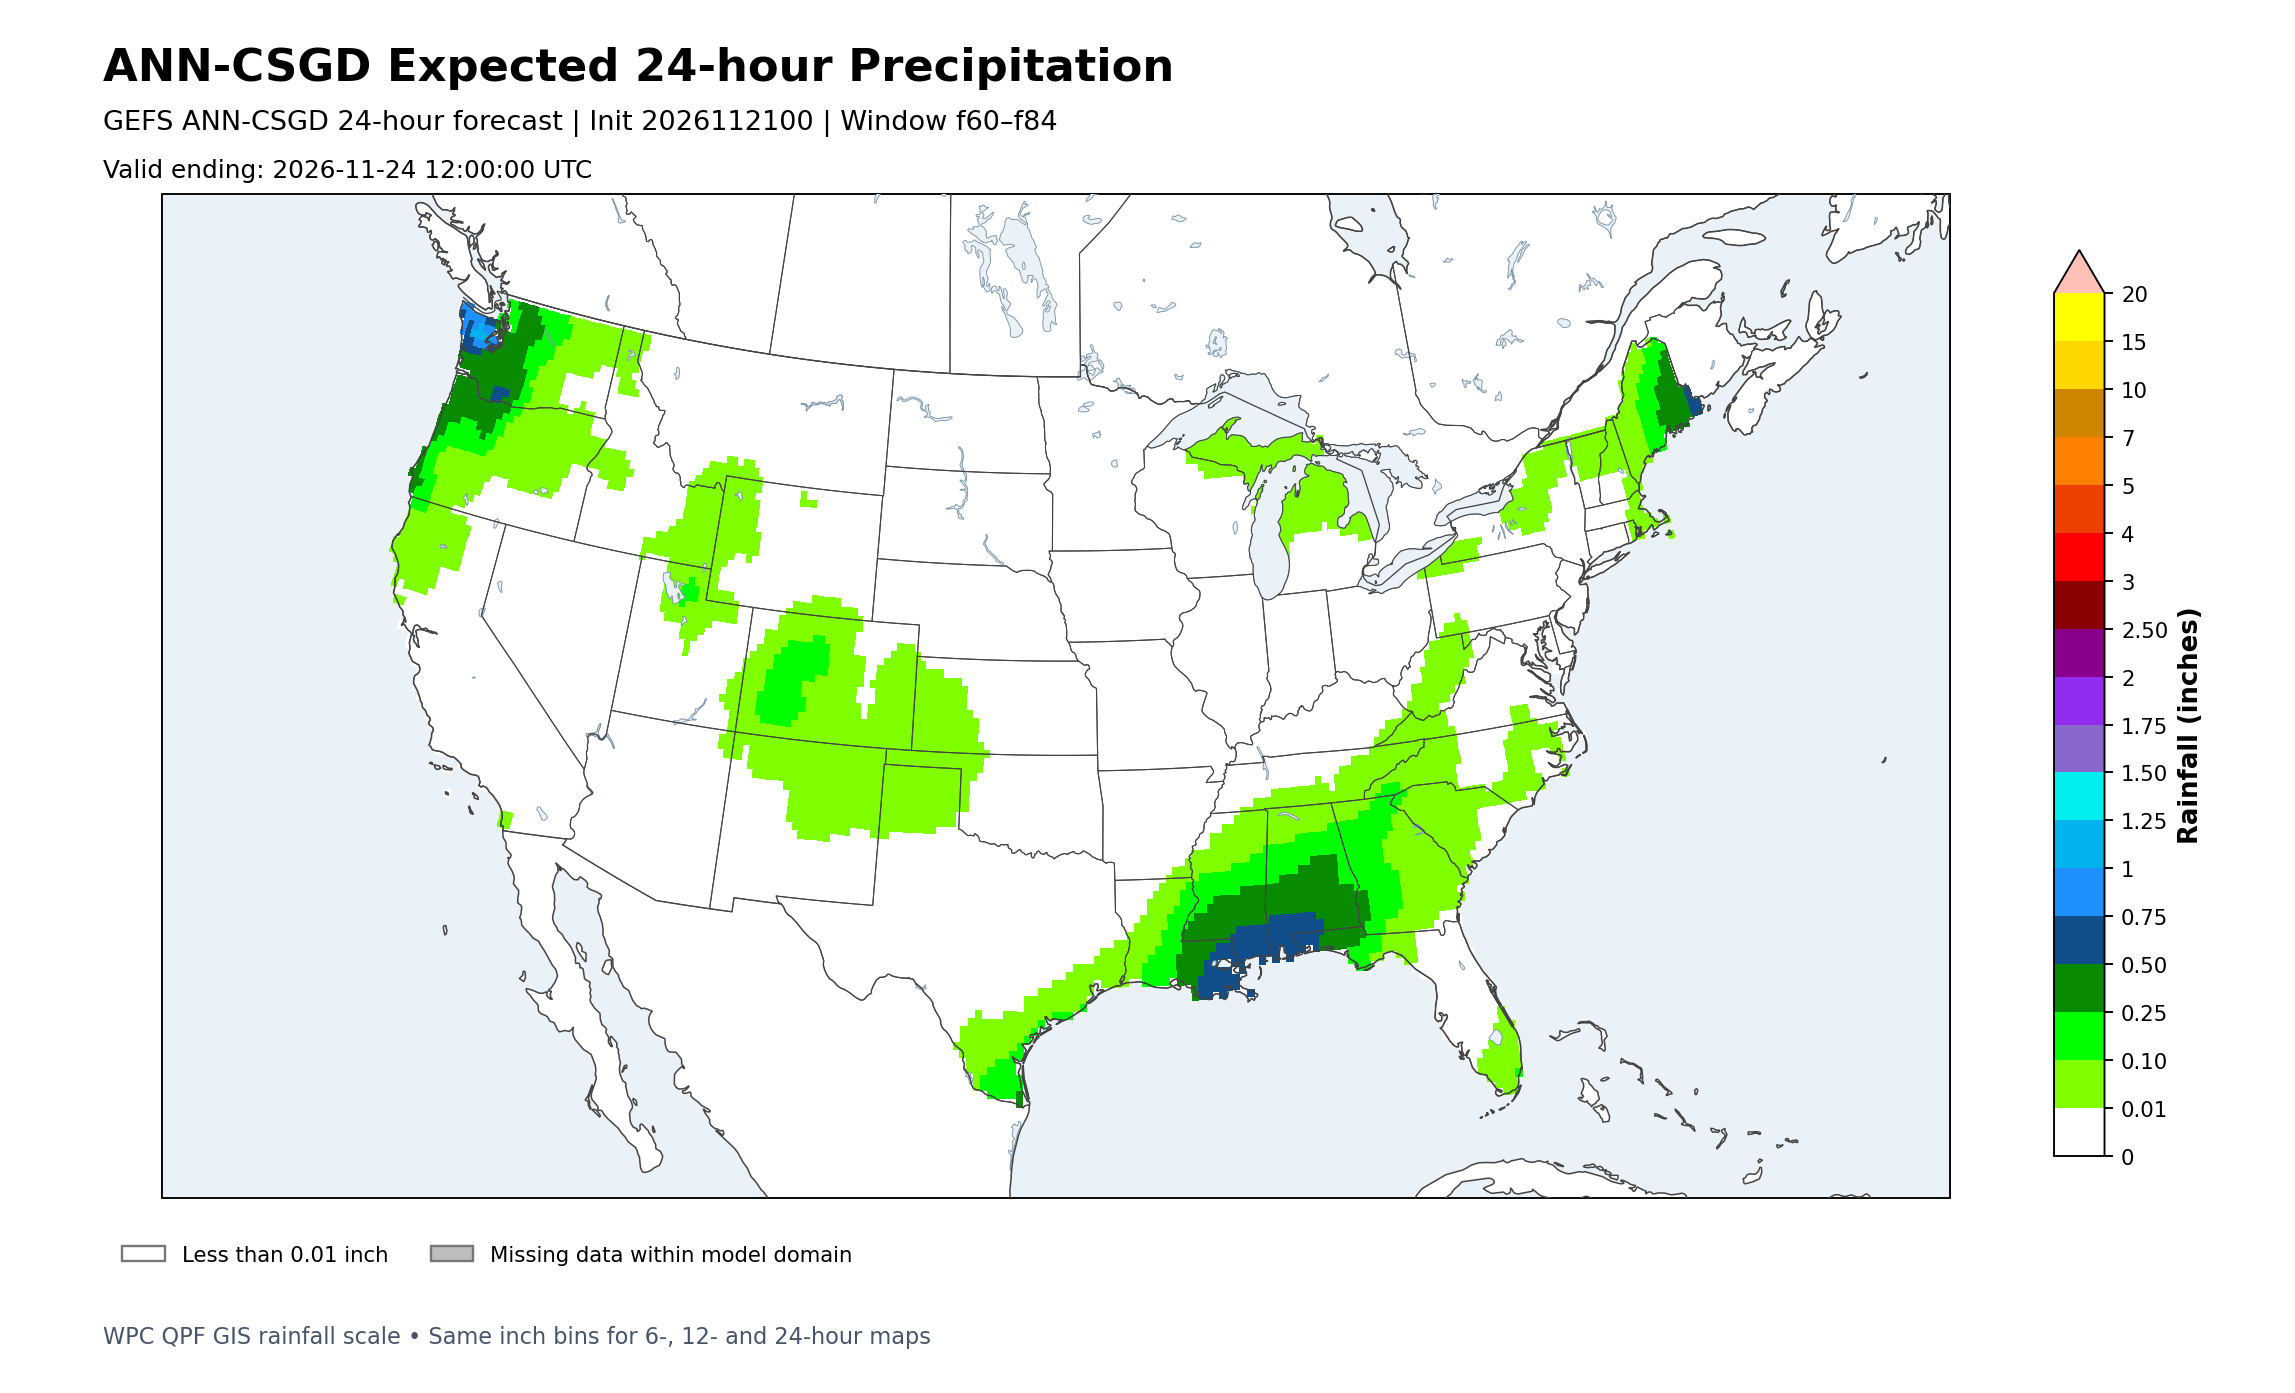 ANN-CSGD Expected 24-hour Precipitation
GEFS ANN-CSGD 24-hour forecast | Init 2026112100 | Window f60–f84
Valid ending: 2026-11-24 12:00:00 UTC
20
15
10
7
5
4
3
2.50
2
1.75
1.50
1.25
1
0.75
0.50
0.25
0.10
0.01
0
Rainfall (inches)
Less than 0.01 inch
Missing data within model domain
WPC QPF GIS rainfall scale • Same inch bins for 6-, 12- and 24-hour maps